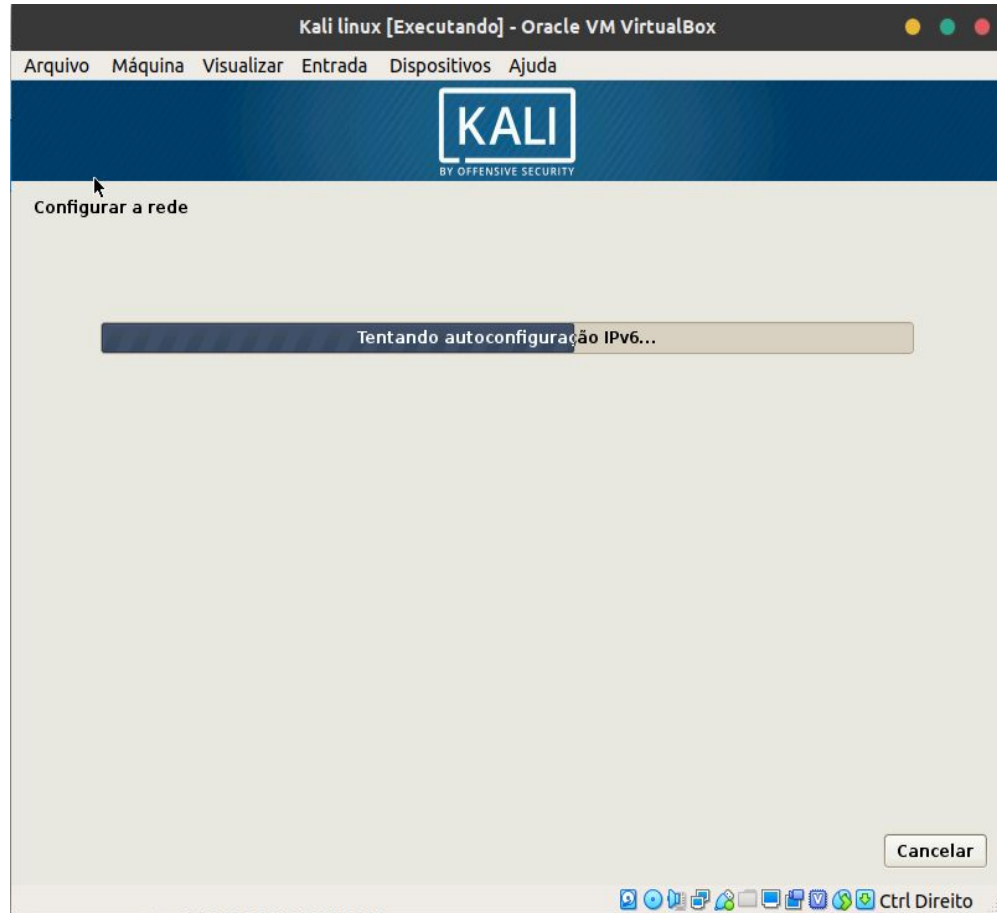 Kali linux [Executando] - Oracle VM VirtualBox
Arquivo Máquina Visualizar Entrada Dispositivos Ajuda
KALI
BY OFFENSIVE SECURITY
Configurar a rede
Tentando autoconfiguração IPv6...
Cancelar
Ctrl Direito